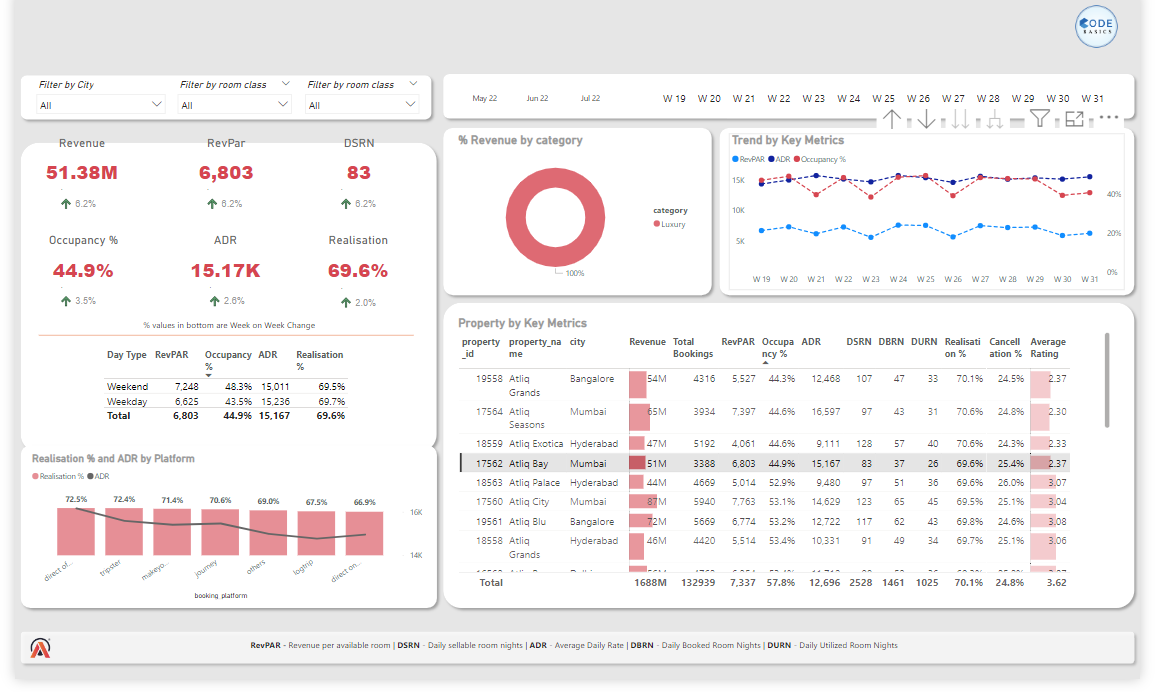 CODE
BASICS
Filter by City
Filter by room class
Filter by room class
All
All
All
May 22 Jun 22 Jul 22
W 19 W 20 W 21 W 22 W 23 W 24 W 25 W 26 W 27 W 28 W 29 W 30 W 31
Revenue RevPar DSRN
51.38M 6,803 83
6.2% 6.2% 6.2%
Occupancy % ADR Realisation
44.9% 15.17K 69.6%
3.5% 2.6% 2.0%
% values in bottom are Week on Week Change
Day Type RevPAR Occupancy % ADR Realisation %
Weekend 7,248 48.3% 15,011 69.5%
Weekday 6,625 43.5% 15,236 69.7%
Total 6,803 44.9% 15,167 69.6%
Realisation % and ADR by Platform
Realisation % ADR
72.5% 72.4% 71.4% 70.6% 69.0% 67.5% 66.9%
16K
14K
direct of... tripster makeyo... journey others logtrip direct on...
booking_platform
% Revenue by category
category
Luxury
100%
Trend by Key Metrics
RevPAR ADR Occupancy %
15K
10K
5K
40%
20%
0%
W 19 W 20 W 21 W 22 W 23 W 24 W 25 W 26 W 27 W 28 W 29 W 30 W 31
Property by Key Metrics
property_id property_name city Revenue Total Bookings RevPAR Occupancy % ADR DSRN DBRN DURN Realisation % Cancellation % Average Rating
19558 Atliq Grands Bangalore 54M 4316 5,527 44.3% 12,468 107 47 33 70.1% 24.5% 2.37
17564 Atliq Seasons Mumbai 65M 3934 7,397 44.6% 16,597 97 43 31 70.6% 24.8% 2.30
18559 Atliq Exotica Hyderabad 47M 5192 4,061 44.6% 9,111 128 57 40 70.6% 24.3% 2.33
17562 Atliq Bay Mumbai 51M 3388 6,803 44.9% 15,167 83 37 26 69.6% 25.4% 2.37
18563 Atliq Palace Hyderabad 44M 4669 5,014 52.9% 9,480 97 51 36 69.6% 26.0% 3.07
17560 Atliq City Mumbai 87M 5940 7,763 53.1% 14,629 123 65 45 69.5% 25.1% 3.04
19561 Atliq Blu Bangalore 72M 5669 6,774 53.2% 12,722 117 62 43 69.8% 24.6% 3.08
18558 Atliq Grands Hyderabad 46M 4420 5,514 53.4% 10,331 91 49 34 69.7% 25.1% 3.06
Total 1688M 132939 7,337 57.8% 12,696 2528 1461 1025 70.1% 24.8% 3.62
RevPAR - Revenue per available room | DSRN - Daily sellable room nights | ADR - Average Daily Rate | DBRN - Daily Booked Room Nights | DURN - Daily Utilized Room Nights